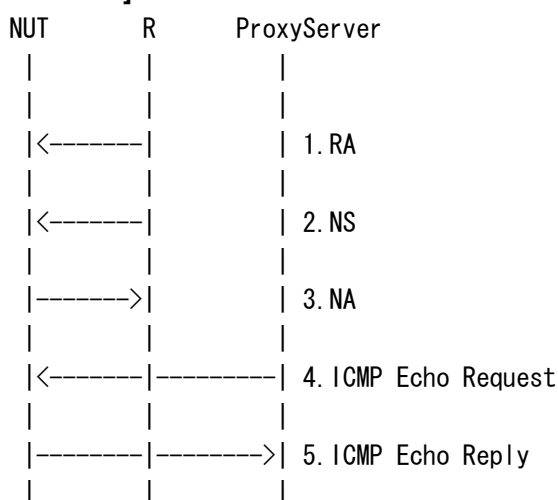 NUT R ProxyServer
| | |
| | |
|<-------| | 1.RA
| | |
|<-------| | 2.NS
| | |
|------->| | 3.NA
| | |
|<-------|---------| 4.ICMP Echo Request
| | |
|--------|-------->| 5.ICMP Echo Reply
| | |